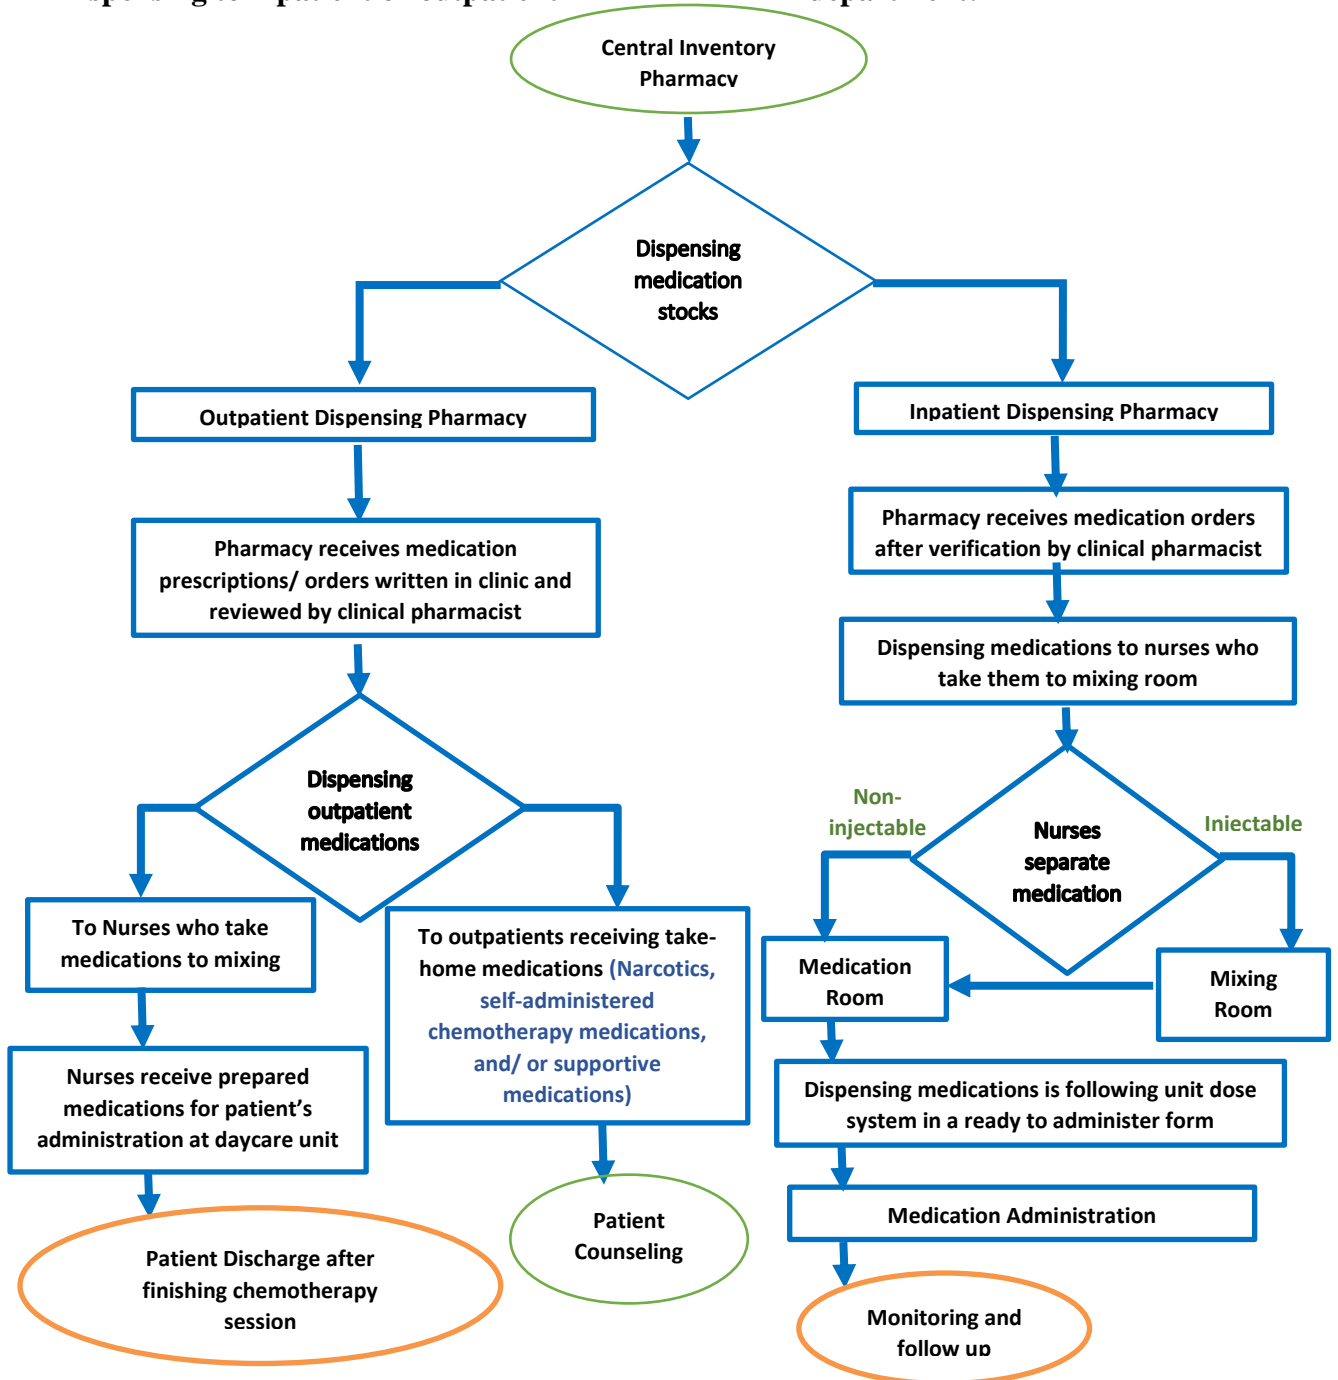 Central Inventory
Pharmacy
Dispensing
medication
stocks
Outpatient Dispensing Pharmacy
Inpatient Dispensing Pharmacy
Pharmacy receives medication
prescriptions/ orders written in clinic and
reviewed by clinical pharmacist
Pharmacy receives medication orders
after verification by clinical pharmacist
Dispensing medications to nurses who
take them to mixing room
Dispensing
outpatient
medications
Non-
injectable
Injectable
Nurses
separate
medication
To Nurses who take
medications to mixing
To outpatients receiving take-
home medications (Narcotics,
self-administered
chemotherapy medications,
and/ or supportive
medications)
Medication
Room
Mixing
Room
Nurses receive prepared
medications for patient’s
administration at daycare unit
Dispensing medications is following unit dose
system in a ready to administer form
Medication Administration
Patient Discharge after
finishing chemotherapy
session
Patient
Counseling
Monitoring and
follow up